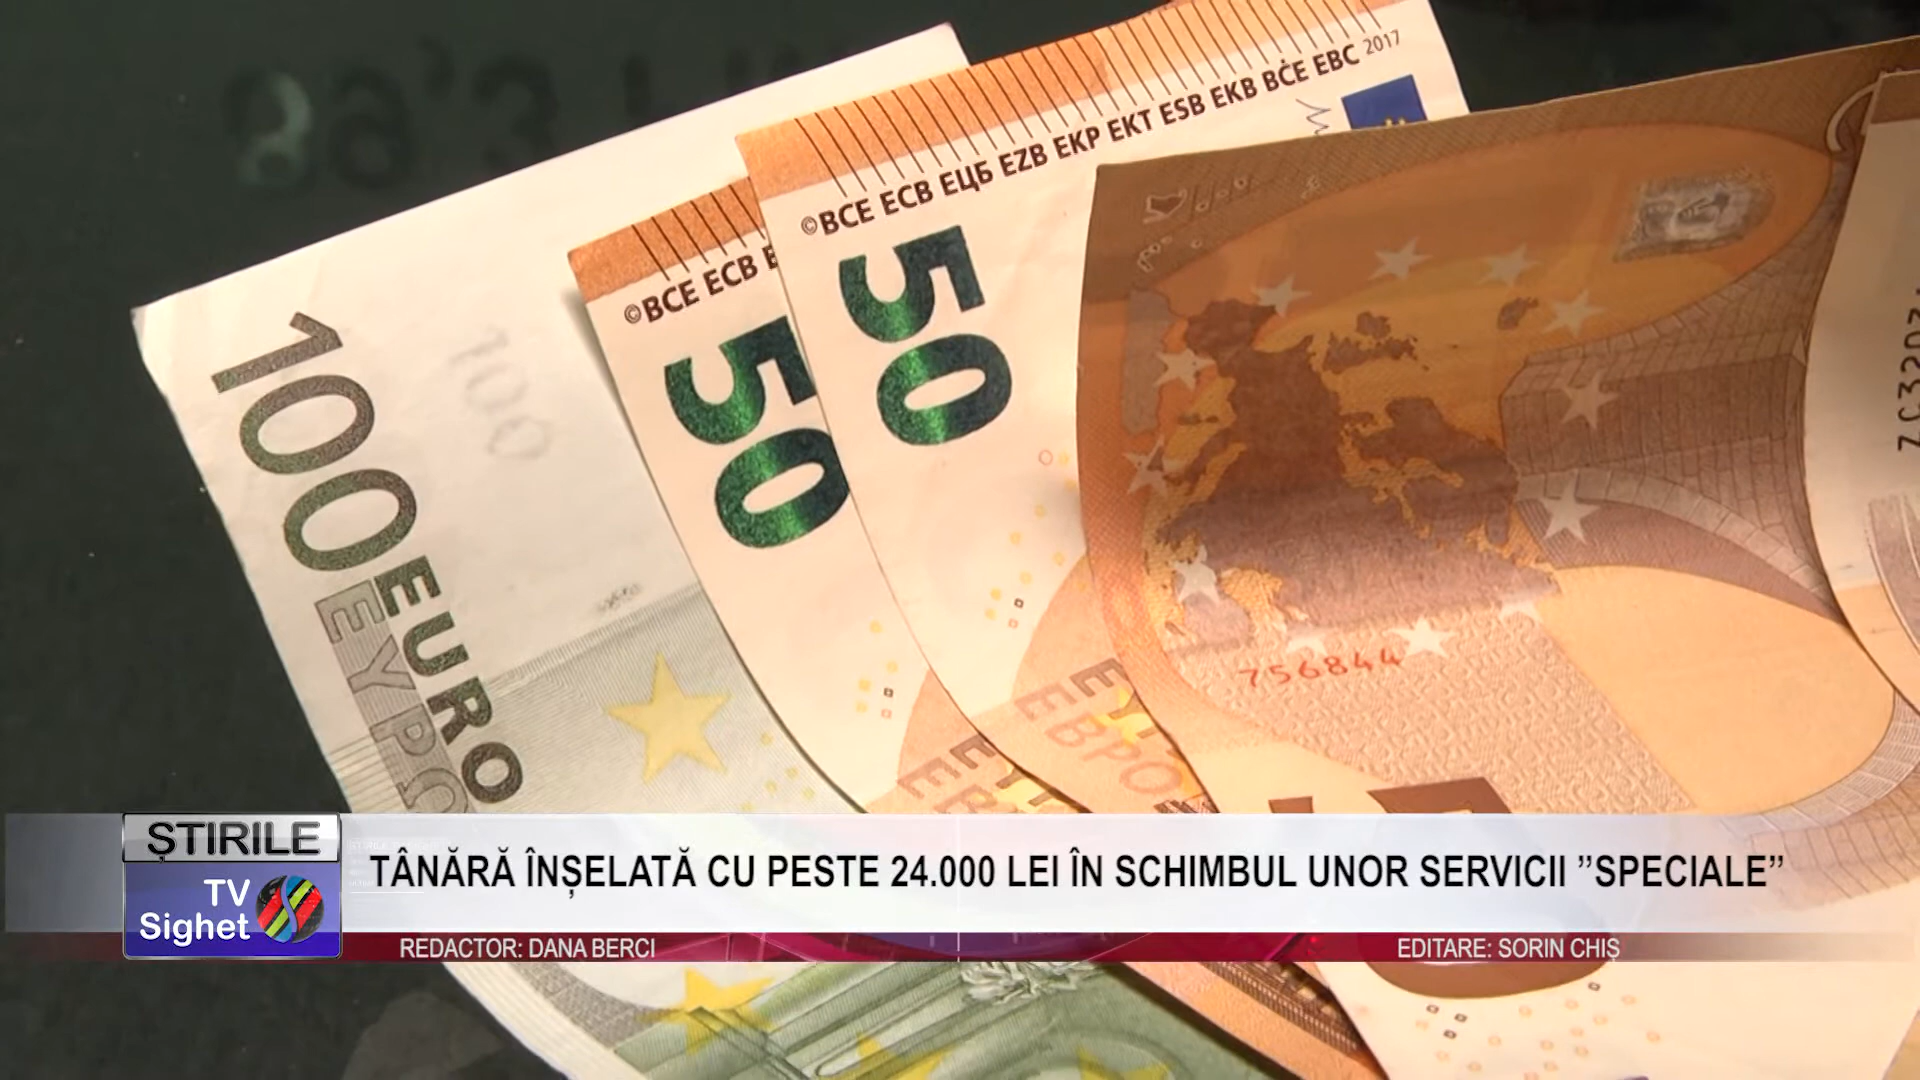 ©BCE ECB ЕЦБ EZB EKP EKT ESB EKB BĊE EBC 2017
©BCE ECB
50
50
100
100
EURO
ΕΥΡΩ
ЕВРО
756844
ȘTIRILE
TV
Sighet
TÂNĂRĂ ÎNȘELATĂ CU PESTE 24.000 LEI ÎN SCHIMBUL UNOR SERVICII ”SPECIALE”
REDACTOR: DANA BERCI
EDITARE: SORIN CHIȘ